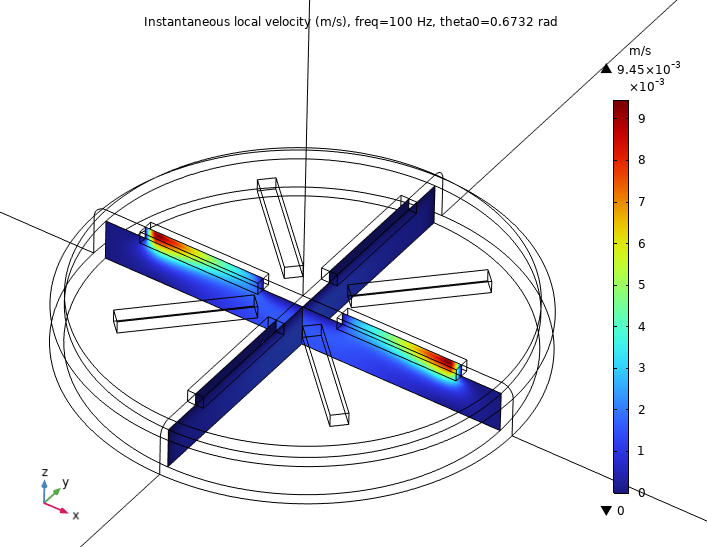 Instantaneous local velocity (m/s), freq=100 Hz, theta0=0.6732 rad
m/s
▲ 9.45×10⁻³
×10⁻³
9
8
7
6
5
4
3
2
1
0
▼ 0
z
y
x